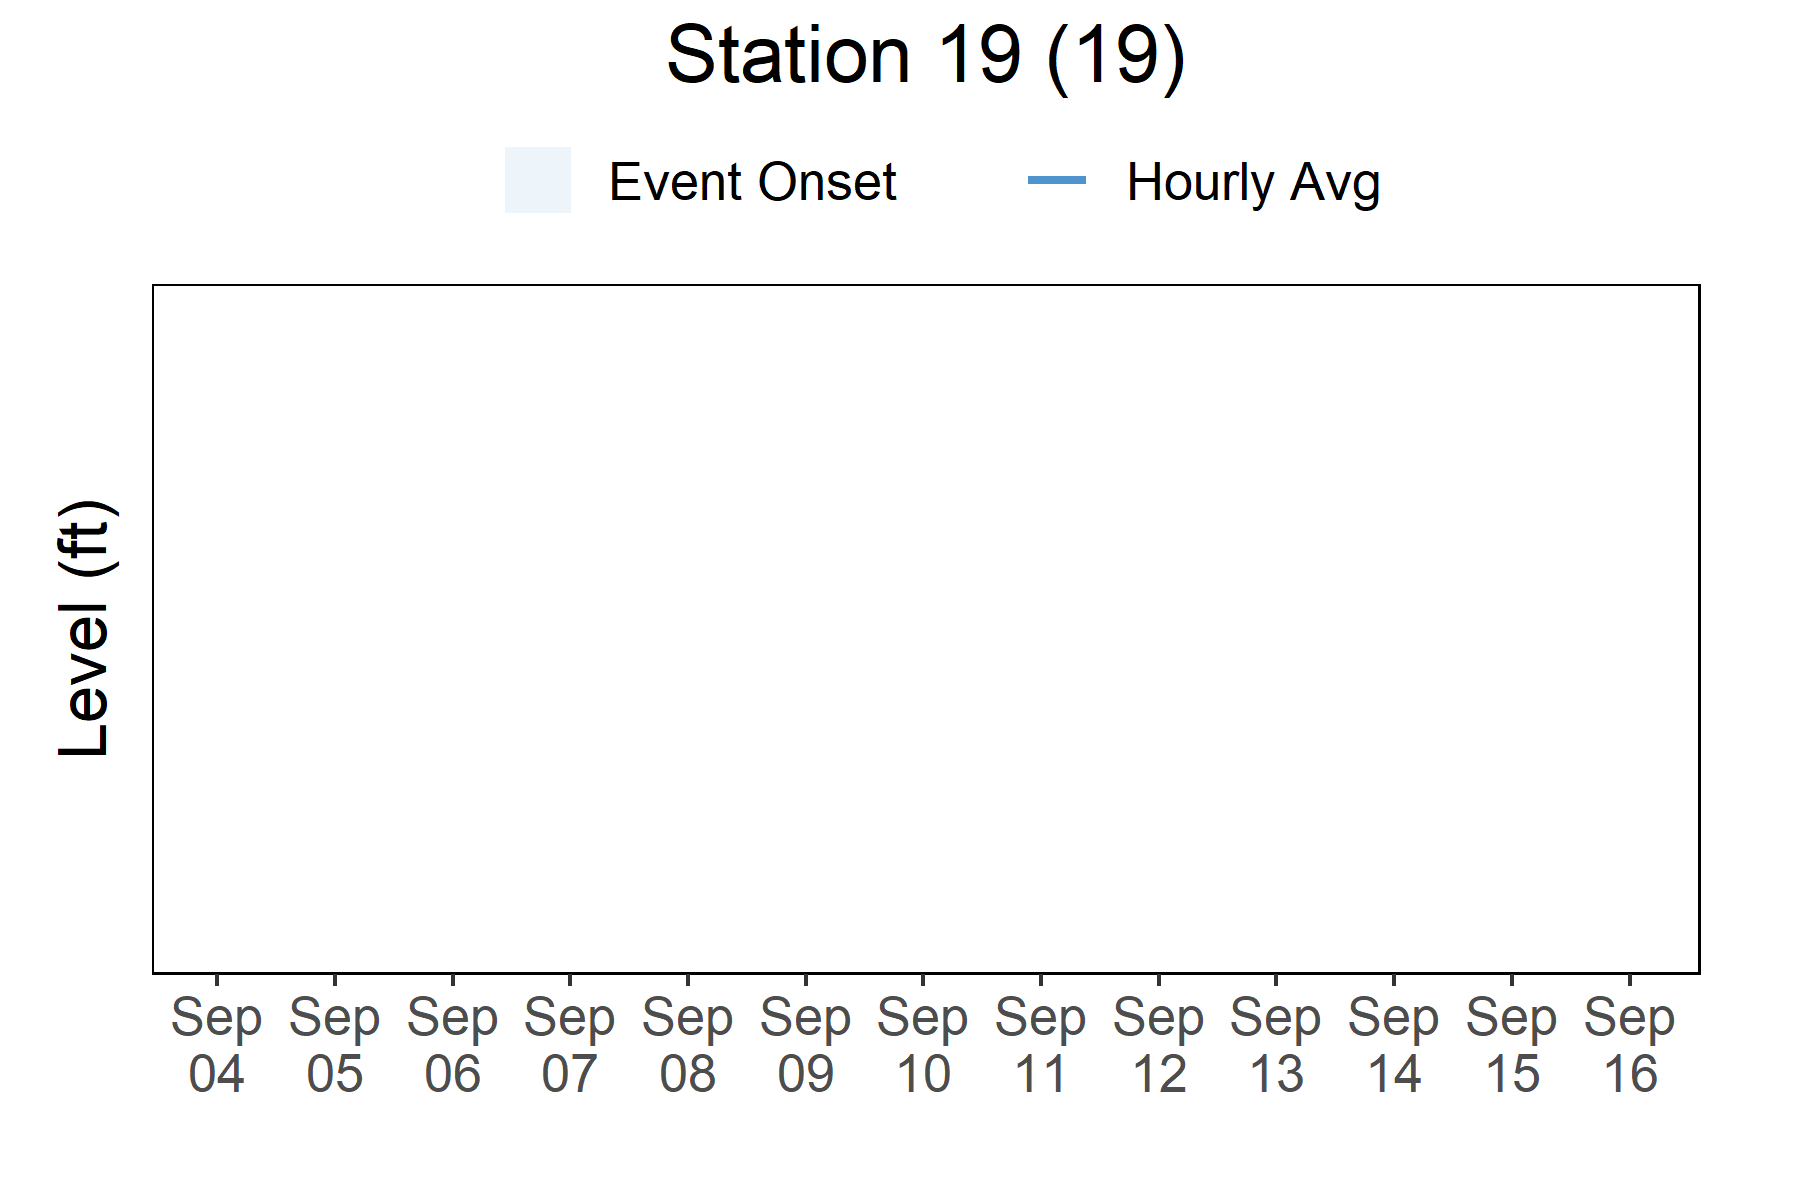 Station 19 (19)
Event Onset
Hourly Avg
Level (ft)
Sep 04
Sep 05
Sep 06
Sep 07
Sep 08
Sep 09
Sep 10
Sep 11
Sep 12
Sep 13
Sep 14
Sep 15
Sep 16